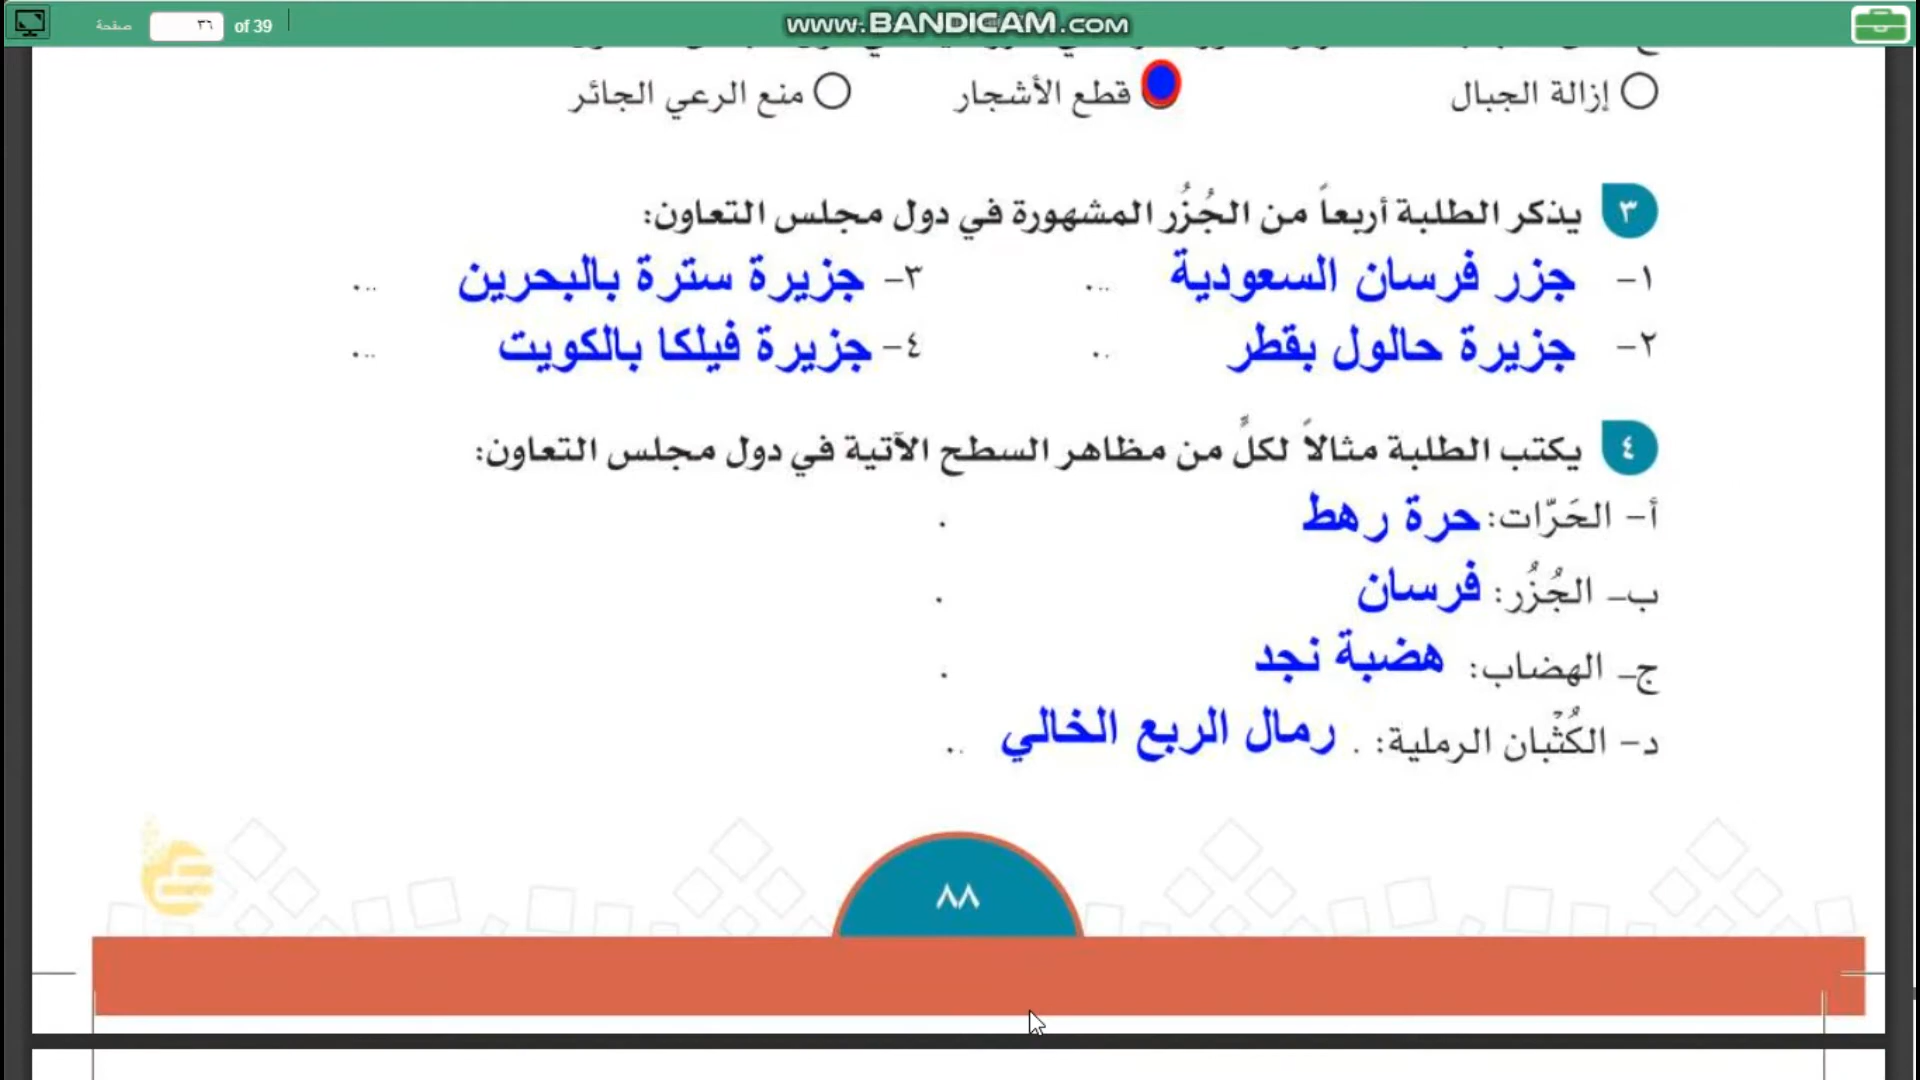 صفحة ٣٦ of 39
www.BANDICAM.com
إزالة الجبال قطع الأشجار منع الرعي الجائر
٣ يذكر الطلبة أربعاً من الجُزُر المشهورة في دول مجلس التعاون:
١- جزر فرسان السعودية ... ٣- جزيرة سترة بالبحرين ...
٢- جزيرة حالول بقطر .. ٤- جزيرة فيلكا بالكويت ...
٤ يكتب الطلبة مثالاً لكلٍّ من مظاهر السطح الآتية في دول مجلس التعاون:
أ- الحَرّات: حرة رهط .
ب- الجُزُر: فرسان .
ج- الهضاب: هضبة نجد .
د- الكُثْبان الرملية: . رمال الربع الخالي ..
٨٨